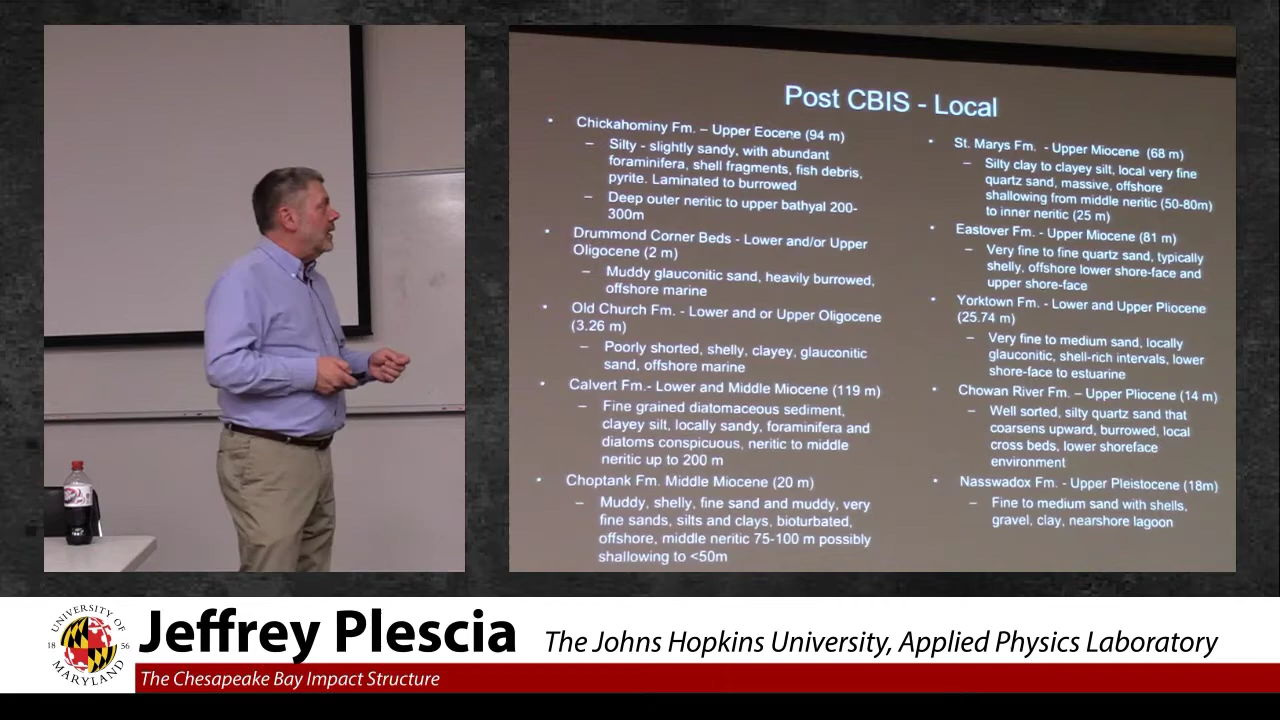 Post CBIS - Local
• Chickahominy Fm. – Upper Eocene (94 m)
– Silty - slightly sandy, with abundant
foraminifera, shell fragments, fish debris,
pyrite. Laminated to burrowed
– Deep outer neritic to upper bathyal 200-
300m
• Drummond Corner Beds - Lower and/or Upper
Oligocene (2 m)
– Muddy glauconitic sand, heavily burrowed,
offshore marine
• Old Church Fm. - Lower and or Upper Oligocene
(3.26 m)
– Poorly shorted, shelly, clayey, glauconitic
sand, offshore marine
• Calvert Fm.- Lower and Middle Miocene (119 m)
– Fine grained diatomaceous sediment,
clayey silt, locally sandy, foraminifera and
diatoms conspicuous, neritic to middle
neritic up to 200 m
• Choptank Fm. Middle Miocene (20 m)
– Muddy, shelly, fine sand and muddy, very
fine sands, silts and clays, bioturbated,
offshore, middle neritic 75-100 m possibly
shallowing to <50m
• St. Marys Fm. - Upper Miocene (68 m)
– Silty clay to clayey silt, local very fine
quartz sand, massive, offshore
shallowing from middle neritic (50-80m)
to inner neritic (25 m)
• Eastover Fm. - Upper Miocene (81 m)
– Very fine to fine quartz sand, typically
shelly, offshore lower shore-face and
upper shore-face
• Yorktown Fm. - Lower and Upper Pliocene
(25.74 m)
– Very fine to medium sand, locally
glauconitic, shell-rich intervals, lower
shore-face to estuarine
• Chowan River Fm. – Upper Pliocene (14 m)
– Well sorted, silty quartz sand that
coarsens upward, burrowed, local
cross beds, lower shoreface
environment
• Nasswadox Fm. - Upper Pleistocene (18m)
– Fine to medium sand with shells,
gravel, clay, nearshore lagoon
UNIVERSITY OF
18 56
MARYLAND
Jeffrey Plescia
The Johns Hopkins University, Applied Physics Laboratory
The Chesapeake Bay Impact Structure